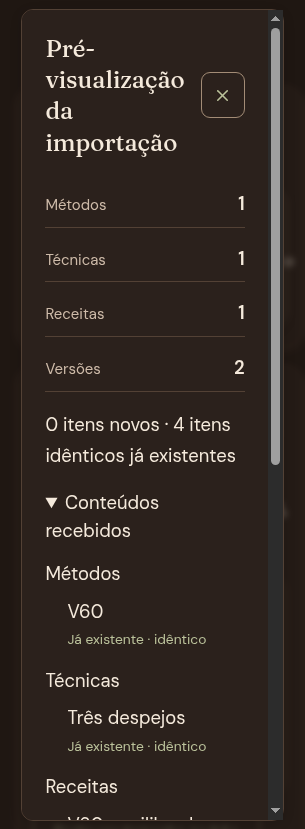 Pré-
visualização
da
importação
×
Métodos 1
Técnicas 1
Receitas 1
Versões 2
0 itens novos · 4 itens
idênticos já existentes
▼ Conteúdos
recebidos
Métodos
V60
Já existente · idêntico
Técnicas
Três despejos
Já existente · idêntico
Receitas
V60